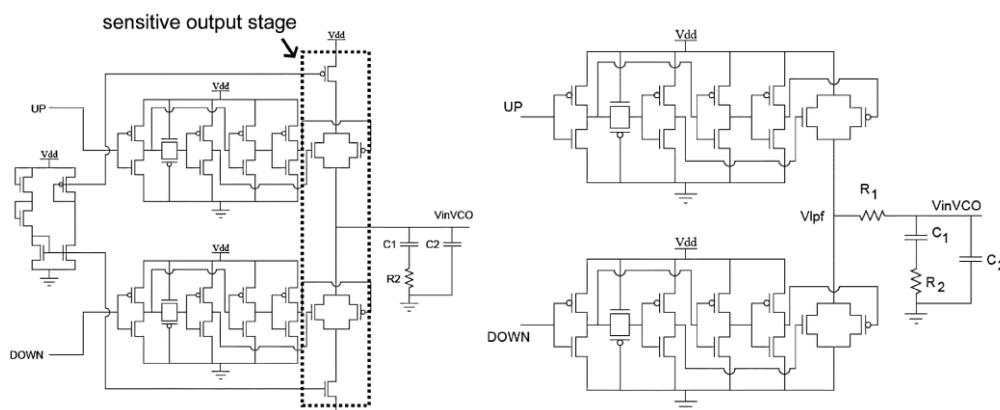 sensitive output stage
Vdd
UP
Vdd
Vdd
VinVCO
C1
C2
R2
Vdd
DOWN
Vdd
UP
R1
Vlpf
VinVCO
C1
C2
R2
Vdd
DOWN